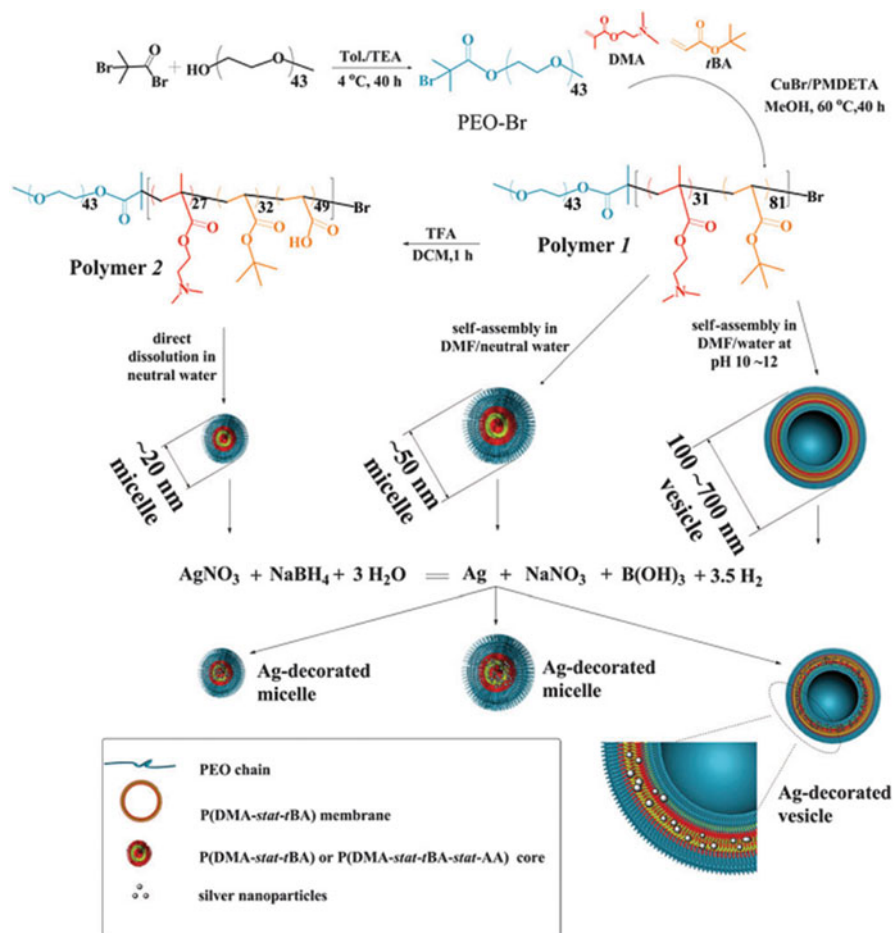 Br
O
Br
+
HO
O
43
Tol./TEA
4 °C, 40 h
O
Br
O
O
43
PEO-Br
O
O
N
DMA
O
O
tBA
CuBr/PMDETA
MeOH, 60 °C,40 h
O
43
O
O
27
32
49
Br
O
O
O
O
HO
O
N
Polymer 2
TFA
DCM,1 h
O
43
O
O
31
81
Br
O
O
O
O
N
Polymer 1
direct
dissolution in
neutral water
self-assembly in
DMF/neutral water
self-assembly in
DMF/water at
pH 10 ~12
~20 nm
micelle
~50 nm
micelle
100 ~700 nm
vesicle
AgNO3 + NaBH4 + 3 H2O = Ag + NaNO3 + B(OH)3 + 3.5 H2
Ag-decorated
micelle
Ag-decorated
micelle
Ag-decorated
vesicle
PEO chain
P(DMA-stat-tBA) membrane
P(DMA-stat-tBA) or P(DMA-stat-tBA-stat-AA) core
silver nanoparticles